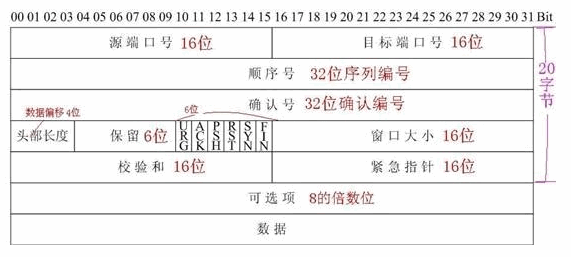 00 01 02 03 04 05 06 07 08 09 10 11 12 13 14 15 16 17 18 19 20 21 22 23 24 25 26 27 28 29 30 31 Bit
源端口号 16位 目标端口号 16位
顺序号 32位序列编号
确认号 32位确认编号
数据偏移4位 6位
头部长度 保留6位 URG ACK PSH RST SYN FIN 窗口大小 16位
校验和 16位 紧急指针 16位
可选项 8的倍数位
数据
20字节